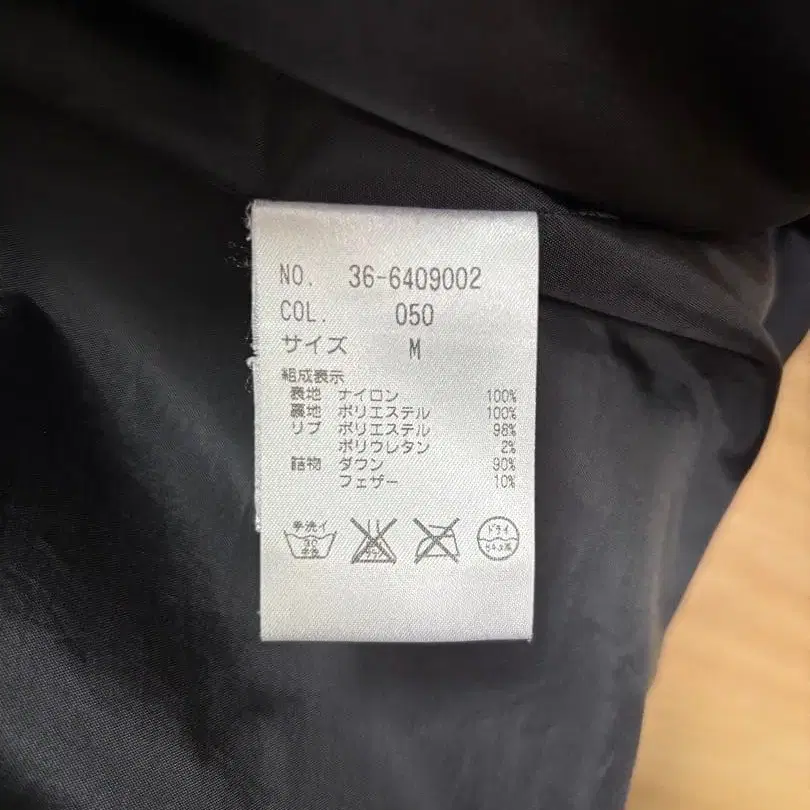 NO. 36-6409002
COL. 050
サイズ M
組成表示
表地 ナイロン 100%
裏地 ポリエステル 100%
リブ ポリエステル 98%
ポリウレタン 2%
詰物 ダウン 90%
フェザー 10%
手洗イ
30
ドライ